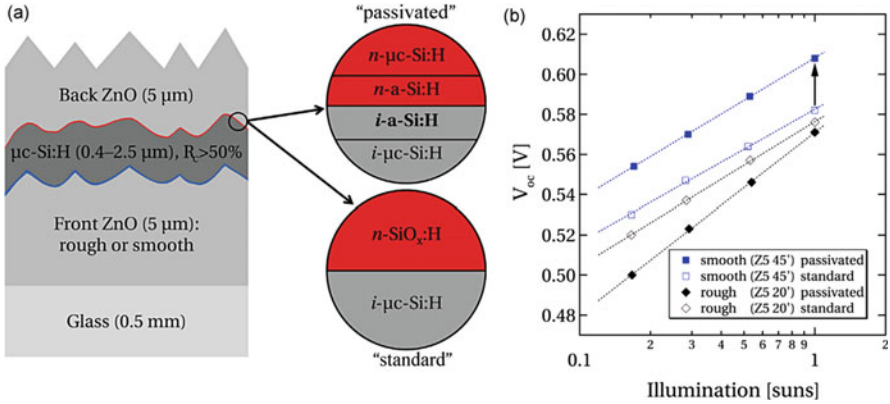 (a)
Back ZnO (5 µm)
µc-Si:H (0.4–2.5 µm), Rc>50%
Front ZnO (5 µm):
rough or smooth
Glass (0.5 mm)
“passivated”
n-µc-Si:H
n-a-Si:H
i-a-Si:H
i-µc-Si:H
n-SiOx:H
i-µc-Si:H
“standard”
(b)
Voc [V]
0.62
0.60
0.58
0.56
0.54
0.52
0.50
0.48
smooth (Z5 45') passivated
smooth (Z5 45') standard
rough (Z5 20') passivated
rough (Z5 20') standard
0.1 2 3 4 5 6 7 8 9 1 2
Illumination [suns]